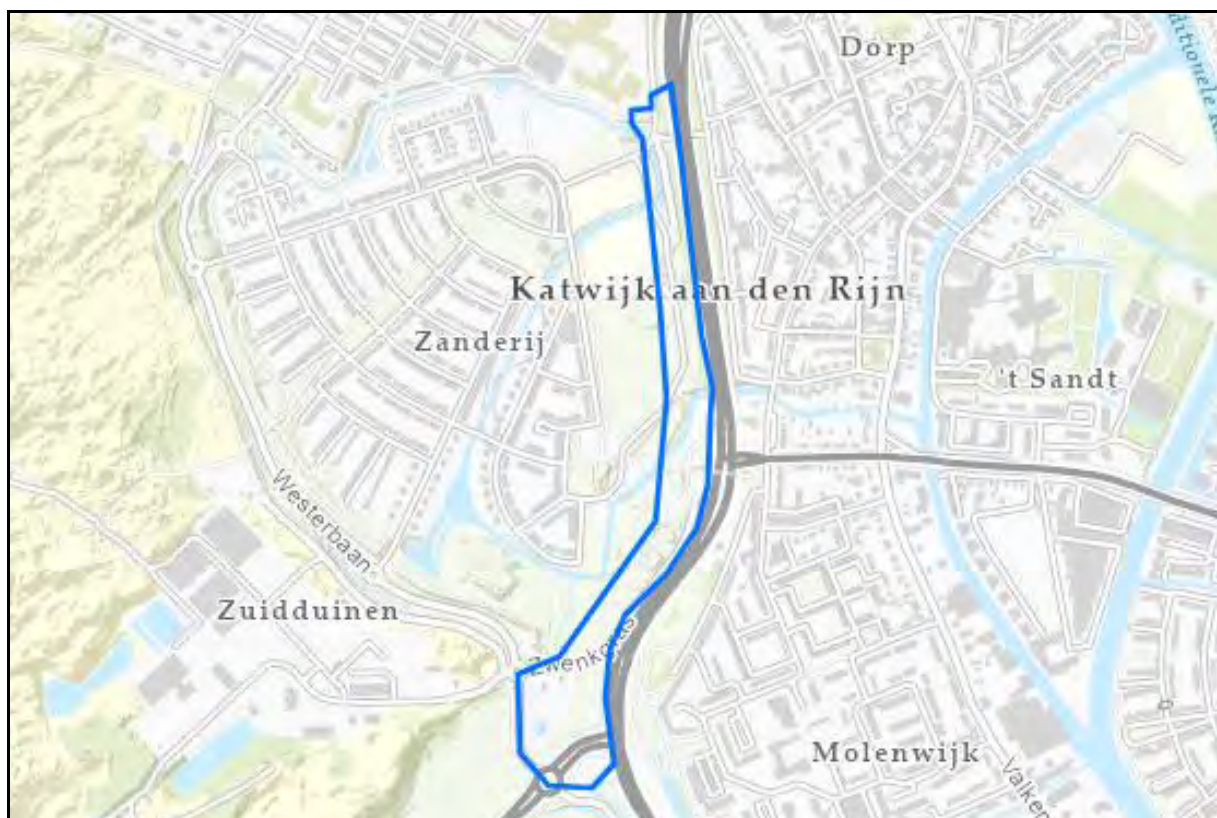 Dorp
Katwijk aan den Rijn
Zanderij
't Sandt
Westerbaan
Zuidduinen
Zwenkgras
Molenwijk